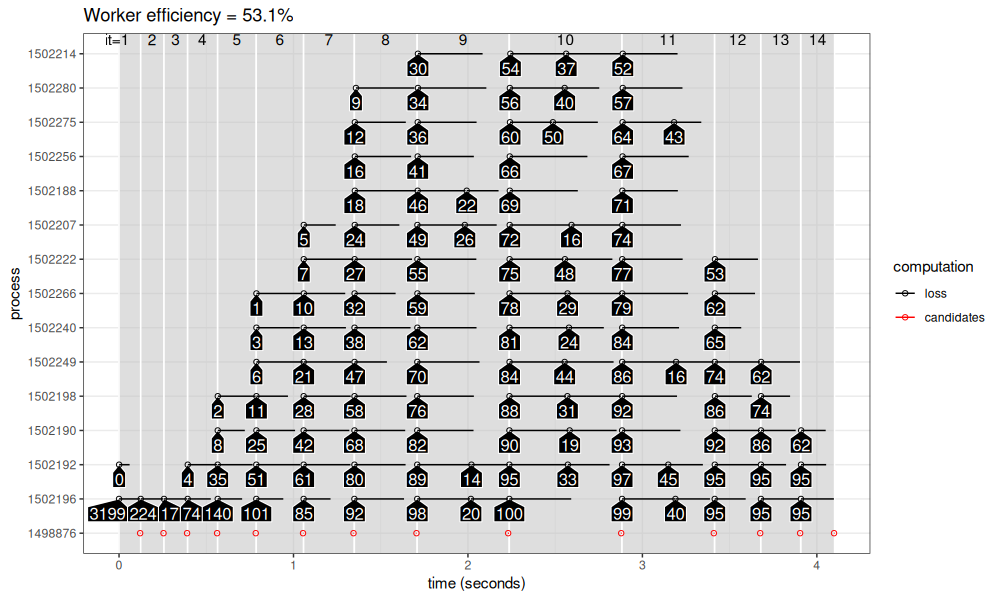 Worker efficiency = 53.1%
it=1 2 3 4 5 6 7 8 9 10 11 12 13 14
1502214 30 54 37 52
1502280 9 34 56 40 57
1502275 12 36 60 50 64 43
1502256 16 41 66 67
1502188 18 46 22 69 71
1502207 5 24 49 26 72 16 74
1502222 7 27 55 75 48 77 53
1502266 1 10 32 59 78 29 79 62
1502240 3 13 38 62 81 24 84 65
1502249 6 21 47 70 84 44 86 16 74 62
1502198 2 11 28 58 76 88 31 92 86 74
1502190 8 25 42 68 82 90 19 93 92 86 62
1502192 0 4 35 51 61 80 89 14 95 33 97 45 95 95 95
1502196 3199 224 17 74 140 101 85 92 98 20 100 99 40 95 95 95
1498876
0 1 2 3 4
time (seconds)
process
computation
loss
candidates